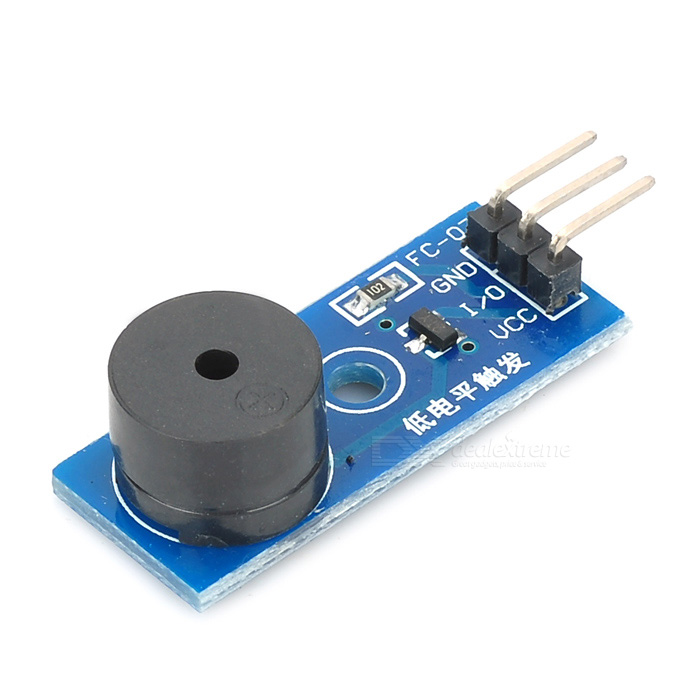 FC-07
GND
I/O
VCC
102
低电平触发
dealextreme